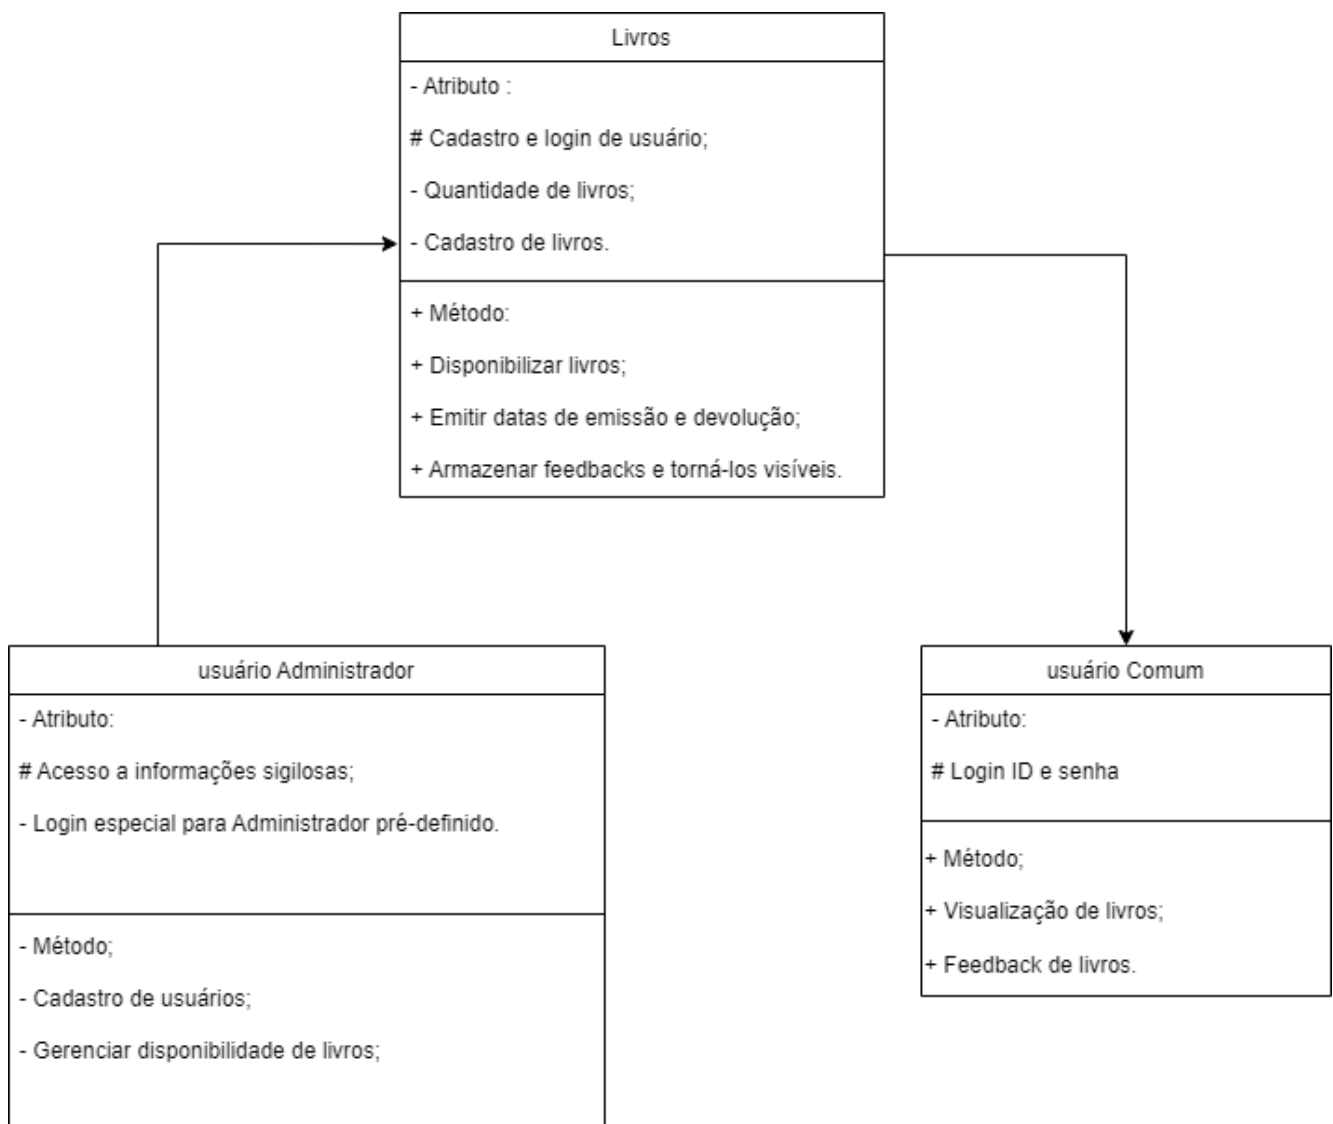 Livros
- Atributo :
# Cadastro e login de usuário;
- Quantidade de livros;
- Cadastro de livros.
+ Método:
+ Disponibilizar livros;
+ Emitir datas de emissão e devolução;
+ Armazenar feedbacks e torná-los visíveis.
usuário Administrador
- Atributo:
# Acesso a informações sigilosas;
- Login especial para Administrador pré-definido.
- Método;
- Cadastro de usuários;
- Gerenciar disponibilidade de livros;
usuário Comum
- Atributo:
# Login ID e senha
+ Método;
+ Visualização de livros;
+ Feedback de livros.